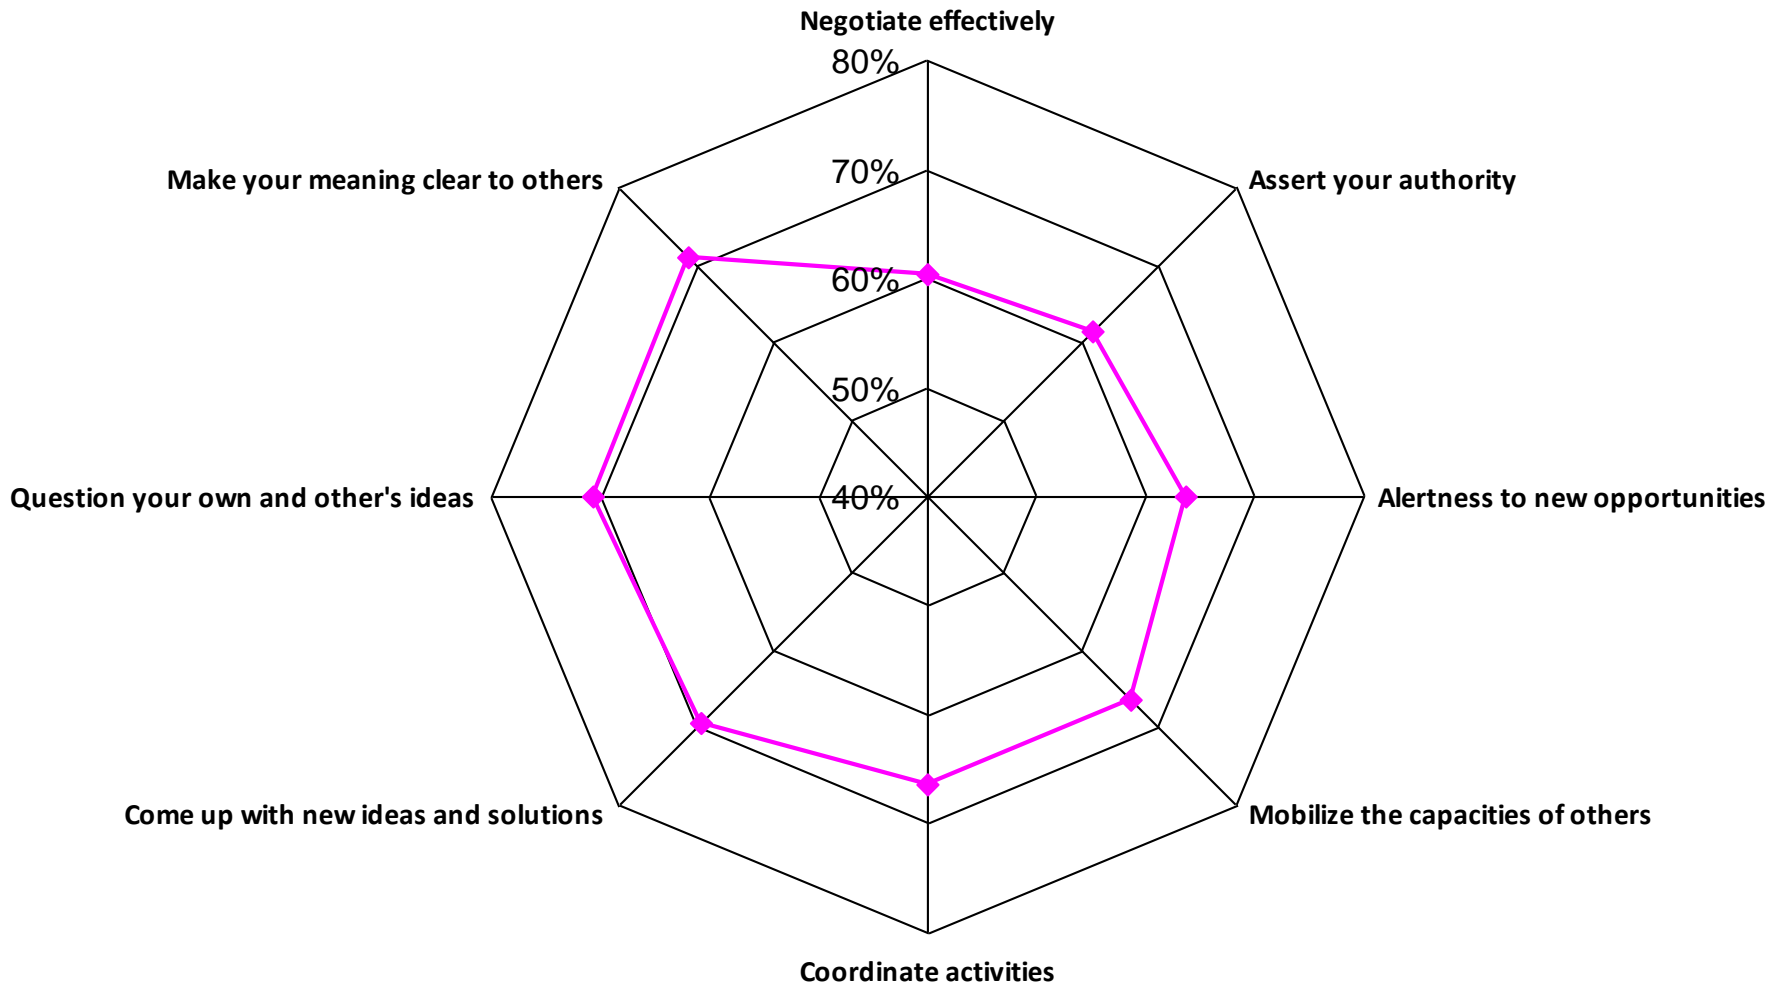 Negotiate effectively
80%
Make your meaning clear to others
70%
Assert your authority
60%
50%
Question your own and other's ideas
40%
Alertness to new opportunities
Come up with new ideas and solutions
Mobilize the capacities of others
Coordinate activities